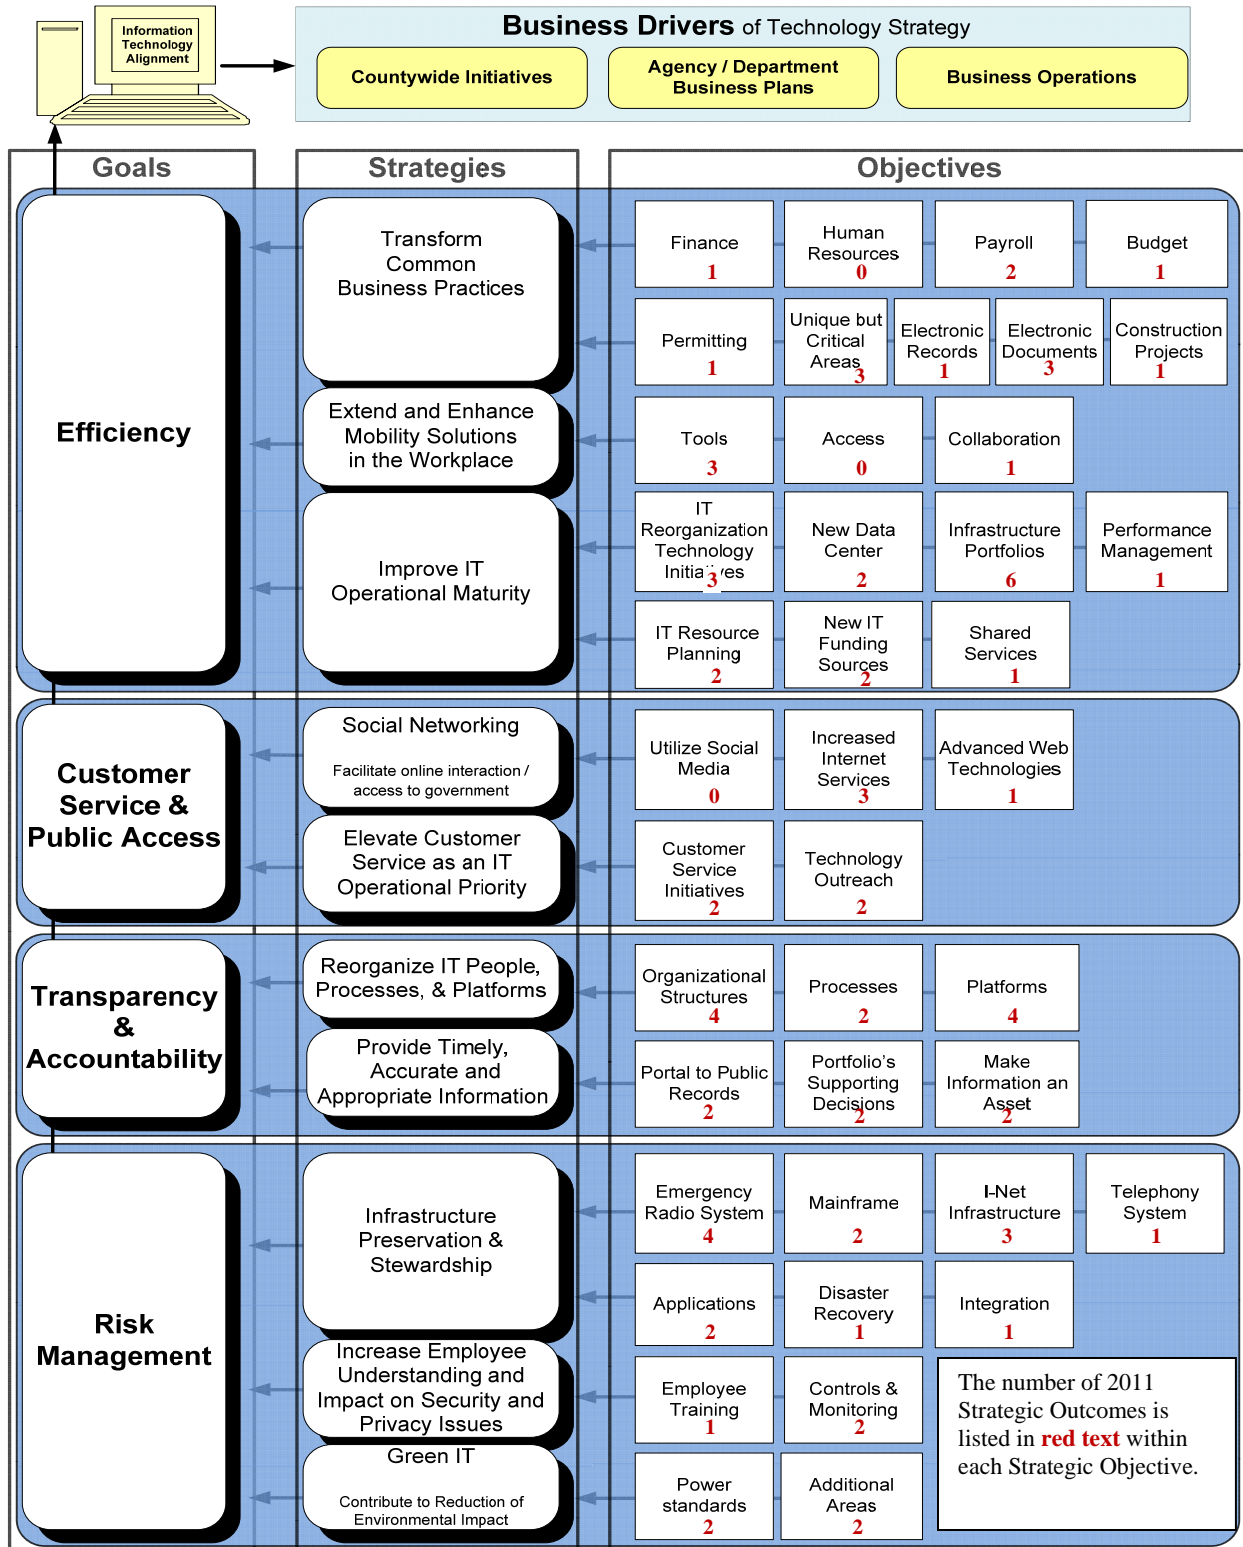 Information
Technology
Alignment
Business Drivers of Technology Strategy
Countywide Initiatives
Agency / Department
Business Plans
Business Operations
Goals
Strategies
Objectives
Efficiency
Transform
Common
Business Practices
Finance
1
Human
Resources
0
Payroll
2
Budget
1
Permitting
1
Unique but
Critical
Areas
3
Electronic
Records
1
Electronic
Documents
3
Construction
Projects
1
Extend and Enhance
Mobility Solutions
in the Workplace
Tools
3
Access
0
Collaboration
1
Improve IT
Operational Maturity
IT
Reorganization
Technology
Initiatives
3
New Data
Center
2
Infrastructure
Portfolios
6
Performance
Management
1
IT Resource
Planning
2
New IT
Funding
Sources
2
Shared
Services
1
Customer
Service &
Public Access
Social Networking
Facilitate online interaction /
access to government
Utilize Social
Media
0
Increased
Internet
Services
3
Advanced Web
Technologies
1
Elevate Customer
Service as an IT
Operational Priority
Customer
Service
Initiatives
2
Technology
Outreach
2
Transparency
&
Accountability
Reorganize IT People,
Processes, & Platforms
Organizational
Structures
4
Processes
2
Platforms
4
Provide Timely,
Accurate and
Appropriate Information
Portal to Public
Records
2
Portfolio's
Supporting
Decisions
2
Make
Information an
Asset
2
Risk
Management
Infrastructure
Preservation &
Stewardship
Emergency
Radio System
4
Mainframe
2
I-Net
Infrastructure
3
Telephony
System
1
Applications
2
Disaster
Recovery
1
Integration
1
Increase Employee
Understanding and
Impact on Security and
Privacy Issues
Employee
Training
1
Controls &
Monitoring
2
Green IT
Contribute to Reduction of
Environmental Impact
Power
standards
2
Additional
Areas
2
The number of 2011
Strategic Outcomes is
listed in red text within
each Strategic Objective.